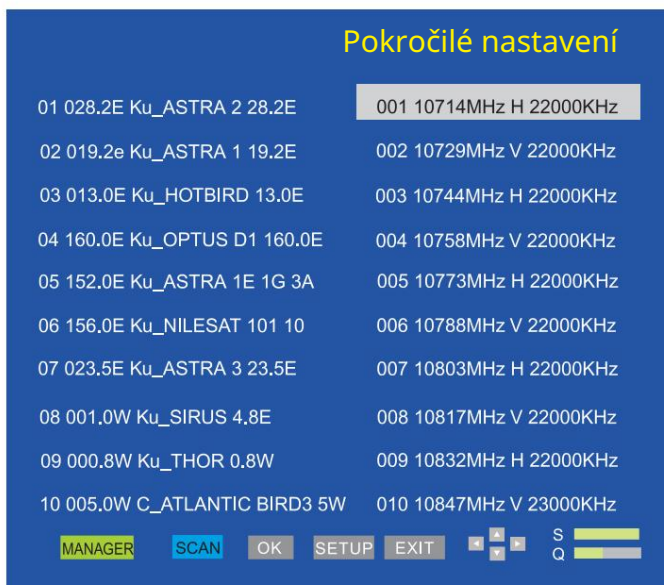 Pokročilé nastavení
01 028.2E Ku_ASTRA 2 28.2E
001 10714MHz H 22000KHz
02 019.2e Ku_ASTRA 1 19.2E
002 10729MHz V 22000KHz
03 013.0E Ku_HOTBIRD 13.0E
003 10744MHz H 22000KHz
04 160.0E Ku_OPTUS D1 160.0E
004 10758MHz V 22000KHz
05 152.0E Ku_ASTRA 1E 1G 3A
005 10773MHz H 22000KHz
06 156.0E Ku_NILESAT 101 10
006 10788MHz V 22000KHz
07 023.5E Ku_ASTRA 3 23.5E
007 10803MHz H 22000KHz
08 001.0W Ku_SIRUS 4.8E
008 10817MHz V 22000KHz
09 000.8W Ku_THOR 0.8W
009 10832MHz H 22000KHz
10 005.0W C_ATLANTIC BIRD3 5W
010 10847MHz V 23000KHz
MANAGER SCAN OK SETUP EXIT
S
Q